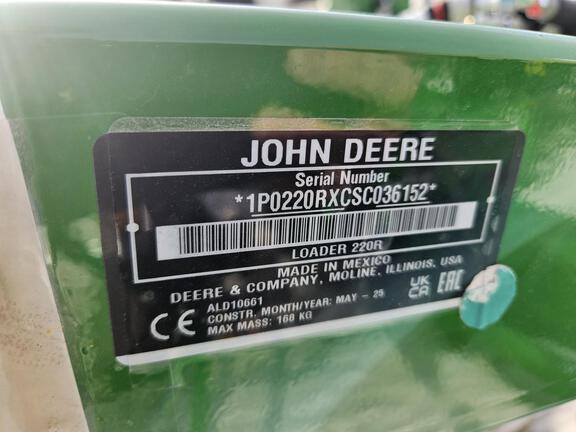 JOHN DEERE
Serial Number
*1P0220RXCSC036152*
LOADER 220R
MADE IN MEXICO
DEERE & COMPANY, MOLINE, ILLINOIS, USA
ALD10661
CONSTR. MONTH/YEAR: MAY - 25
MAX MASS: 168 KG
CE
UK
CA
EAC